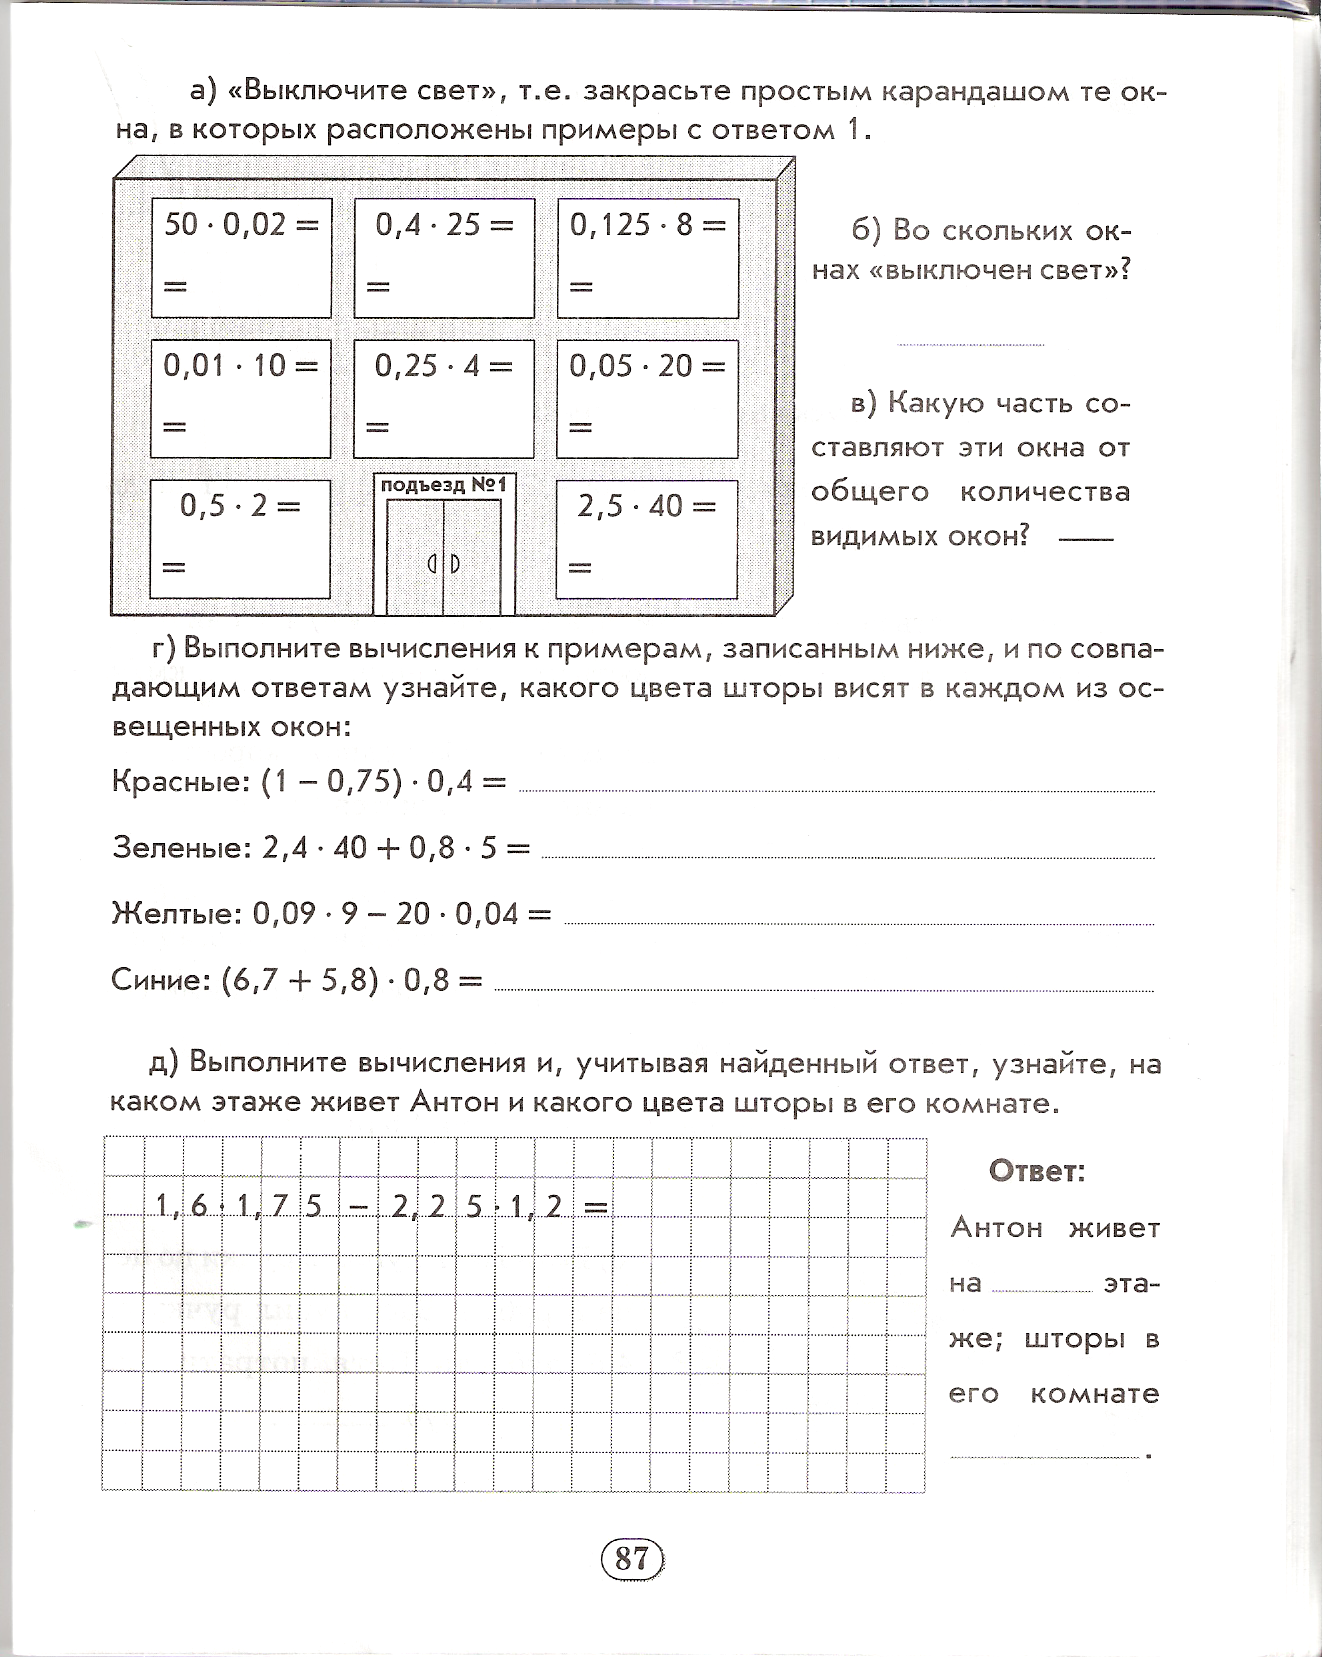 а) «Выключите свет», т.е. закрасьте простым карандашом те ок-
на, в которых расположены примеры с ответом 1.
50 · 0,02 =
=
0,4 · 25 =
=
0,125 · 8 =
=
0,01 · 10 =
=
0,25 · 4 =
=
0,05 · 20 =
=
0,5 · 2 =
=
подъезд №1
2,5 · 40 =
=
б) Во скольких ок-
нах «выключен свет»?
в) Какую часть со-
ставляют эти окна от
общего количества
видимых окон?
г) Выполните вычисления к примерам, записанным ниже, и по совпа-
дающим ответам узнайте, какого цвета шторы висят в каждом из ос-
вещенных окон:
Красные: (1 – 0,75) · 0,4 =
Зеленые: 2,4 · 40 + 0,8 · 5 =
Желтые: 0,09 · 9 – 20 · 0,04 =
Синие: (6,7 + 5,8) · 0,8 =
д) Выполните вычисления и, учитывая найденный ответ, узнайте, на
каком этаже живет Антон и какого цвета шторы в его комнате.
1,6 · 1,75 – 2,25 · 1,2 =
Ответ:
Антон живет
на эта-
же; шторы в
его комнате
.
87